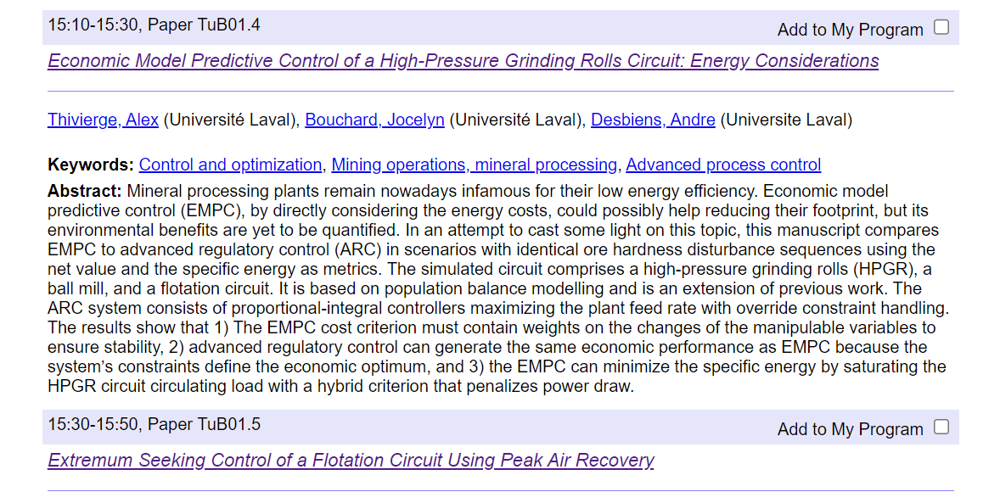 15:10-15:30, Paper TuB01.4
Add to My Program
Economic Model Predictive Control of a High-Pressure Grinding Rolls Circuit: Energy Considerations
Thivierge, Alex (Université Laval), Bouchard, Jocelyn (Université Laval), Desbiens, Andre (Universite Laval)
Keywords: Control and optimization, Mining operations, mineral processing, Advanced process control
Abstract: Mineral processing plants remain nowadays infamous for their low energy efficiency. Economic model
predictive control (EMPC), by directly considering the energy costs, could possibly help reducing their footprint, but its
environmental benefits are yet to be quantified. In an attempt to cast some light on this topic, this manuscript compares
EMPC to advanced regulatory control (ARC) in scenarios with identical ore hardness disturbance sequences using the
net value and the specific energy as metrics. The simulated circuit comprises a high-pressure grinding rolls (HPGR), a
ball mill, and a flotation circuit. It is based on population balance modelling and is an extension of previous work. The
ARC system consists of proportional-integral controllers maximizing the plant feed rate with override constraint handling.
The results show that 1) The EMPC cost criterion must contain weights on the changes of the manipulable variables to
ensure stability, 2) advanced regulatory control can generate the same economic performance as EMPC because the
system's constraints define the economic optimum, and 3) the EMPC can minimize the specific energy by saturating the
HPGR circuit circulating load with a hybrid criterion that penalizes power draw.
15:30-15:50, Paper TuB01.5
Add to My Program
Extremum Seeking Control of a Flotation Circuit Using Peak Air Recovery